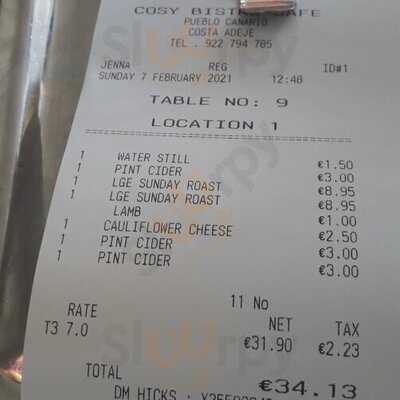 COSY BISTRO CAFE
PUEBLO CANARIO
COSTA ADEJE
TEL. 922 794 785
JENNA REG ID#1
SUNDAY 7 FEBRUARY 2021 12:48
TABLE NO: 9
LOCATION 1
1 WATER STILL €1.50
1 PINT CIDER €3.00
1 LGE SUNDAY ROAST €8.95
1 LGE SUNDAY ROAST €8.95
LAMB €1.00
1 CAULIFLOWER CHEESE €2.50
1 PINT CIDER €3.00
1 PINT CIDER €3.00
11 No
RATE NET TAX
T3 7.0 €31.90 €2.23
TOTAL €34.13
DM HICKS :
Sluurpy
Sluurpy
Sluurpy